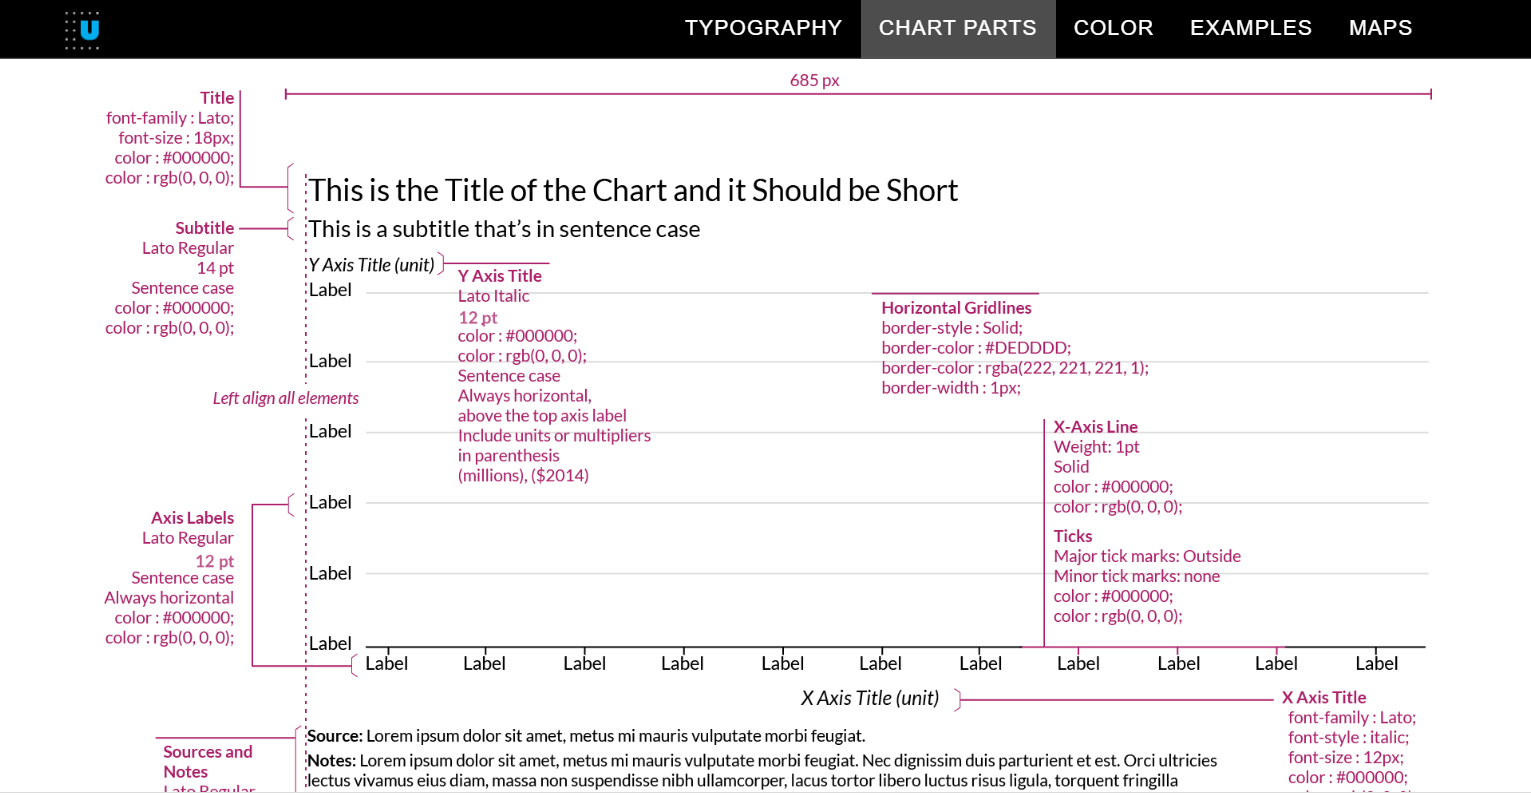 U
TYPOGRAPHY
CHART PARTS
COLOR
EXAMPLES
MAPS
685 px
Title
font-family : Lato;
font-size : 18px;
color : #000000;
color : rgb(0, 0, 0);
This is the Title of the Chart and it Should be Short
Subtitle
Lato Regular
14 pt
Sentence case
color : #000000;
color : rgb(0, 0, 0);
This is a subtitle that’s in sentence case
Y Axis Title (unit)
Y Axis Title
Lato Italic
12 pt
color : #000000;
color : rgb(0, 0, 0);
Sentence case
Always horizontal,
above the top axis label
Include units or multipliers
in parenthesis
(millions), ($2014)
Label
Label
Label
Label
Label
Label
Horizontal Gridlines
border-style : Solid;
border-color : #DEDDDD;
border-color : rgba(222, 221, 221, 1);
border-width : 1px;
Left align all elements
X-Axis Line
Weight: 1pt
Solid
color : #000000;
color : rgb(0, 0, 0);
Ticks
Major tick marks: Outside
Minor tick marks: none
color : #000000;
color : rgb(0, 0, 0);
Axis Labels
Lato Regular
12 pt
Sentence case
Always horizontal
color : #000000;
color : rgb(0, 0, 0);
Label Label Label Label Label Label Label Label Label Label Label
X Axis Title (unit)
X Axis Title
font-family : Lato;
font-style : italic;
font-size : 12px;
color : #000000;
Source: Lorem ipsum dolor sit amet, metus mi mauris vulputate morbi feugiat.
Sources and
Notes
Lato Regular
Notes: Lorem ipsum dolor sit amet, metus mi mauris vulputate morbi feugiat. Nec dignissim duis parturient et est. Orci ultricies
lectus vivamus eius diam, massa non suspendisse nibh ullamcorper, lacus tortor libero luctus risus ligula, torquent fringilla